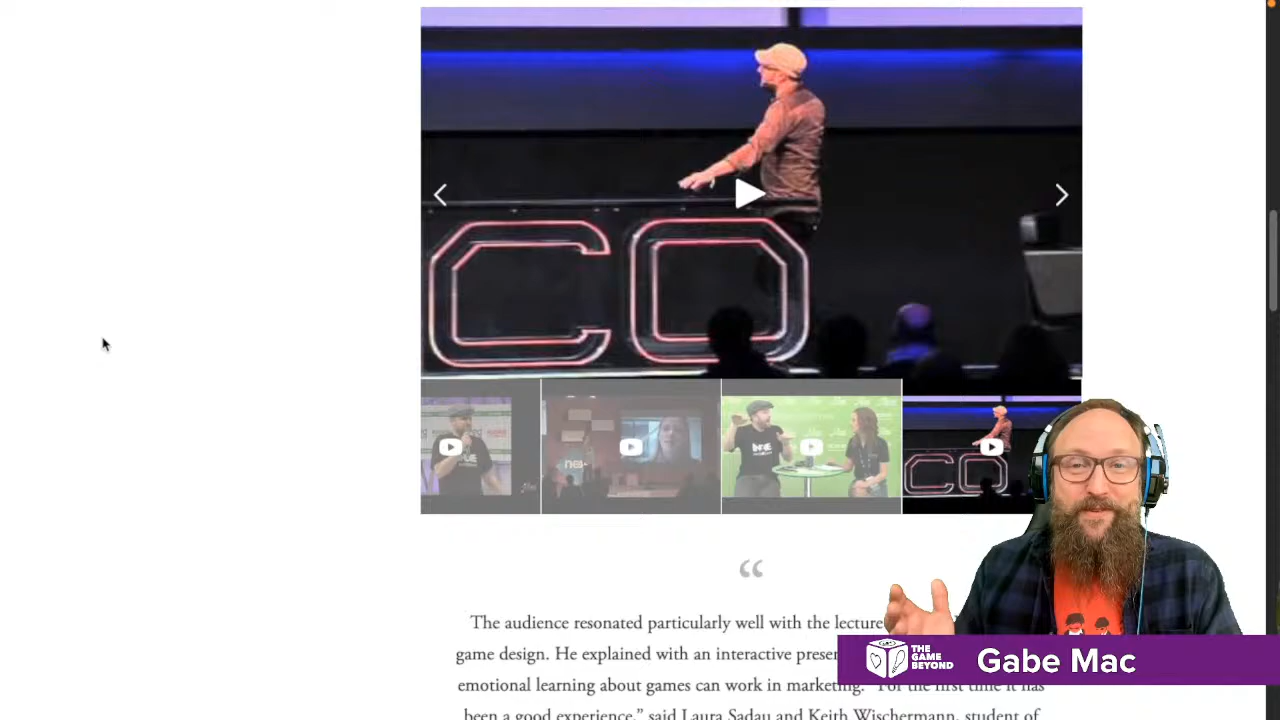 CO
CO
“
The audience resonated particularly well with the lecture
game design. He explained with an interactive
emotional learning about games can work in marketing. “For the first time it has
been a good experience,” said Laura Sadau and Keith Wischermann, student of
THE
GAME
BEYOND
Gabe Mac